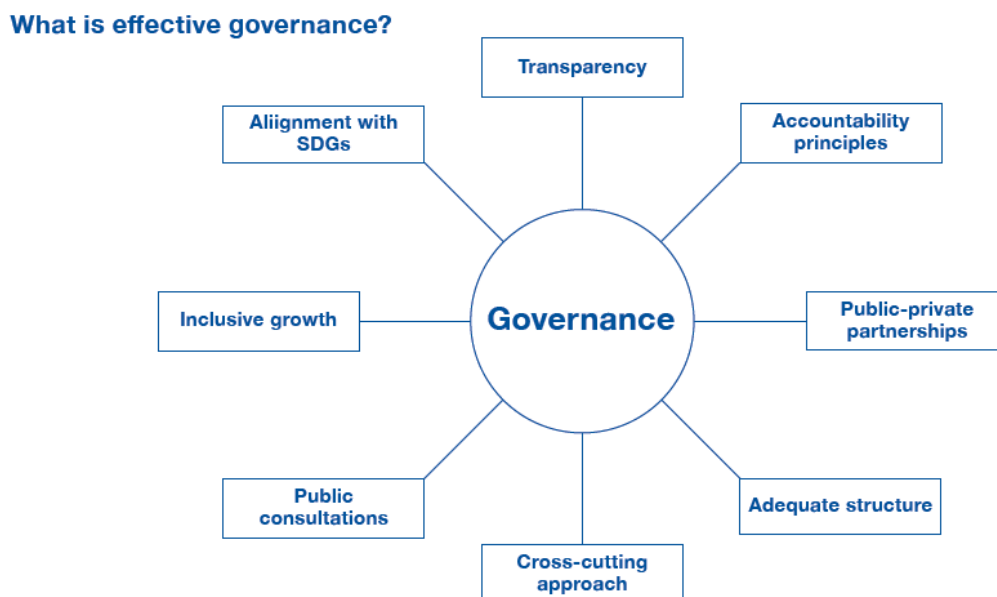 What is effective governance?
Transparency
Aliignment with
SDGs
Accountability
principles
Inclusive growth
Governance
Public-private
partnerships
Public
consultations
Adequate structure
Cross-cutting
approach